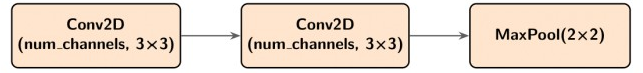 Conv2D
(num_channels, 3×3)
Conv2D
(num_channels, 3×3)
MaxPool(2×2)